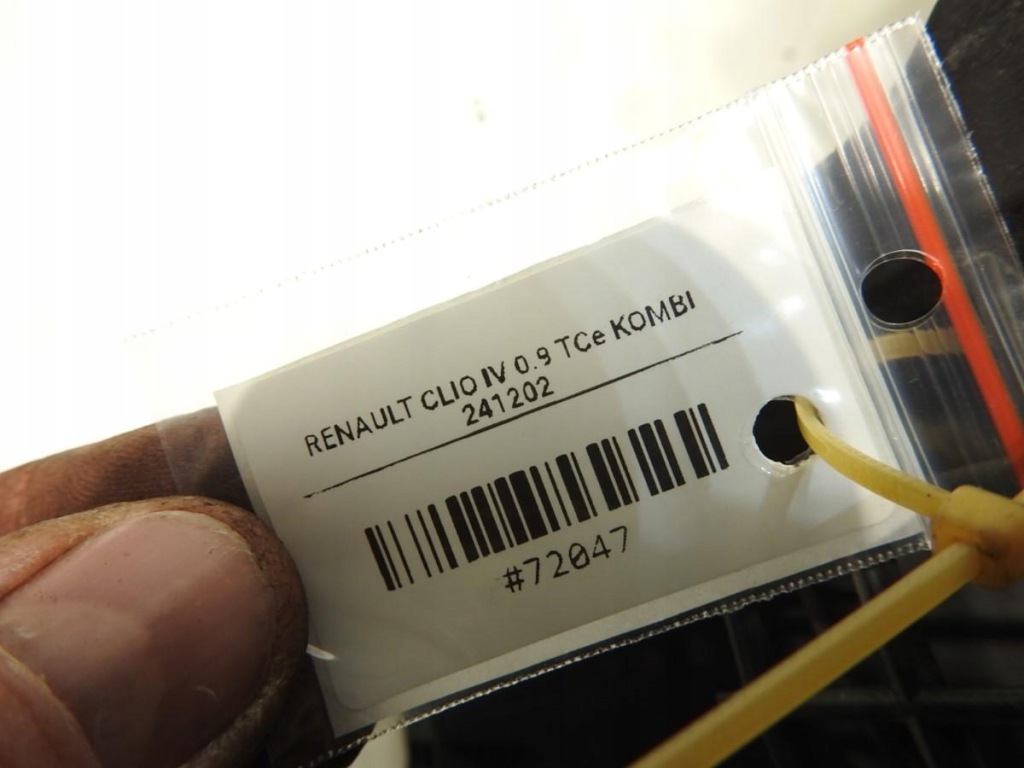 RENAULT CLIO IV 0.9 TCe KOMBI
241202
#72047